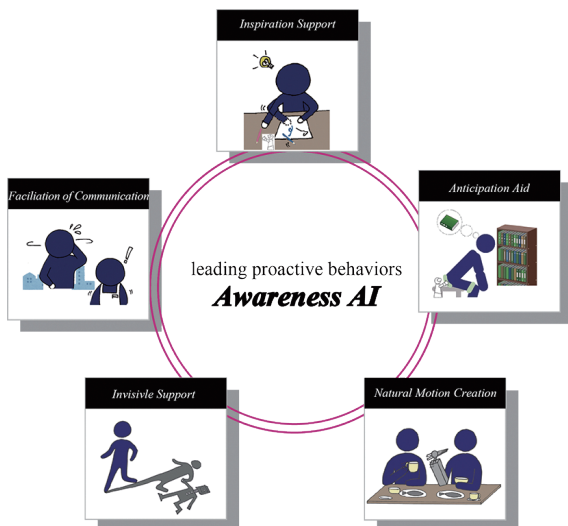 Inspiration Support
Faciliation of Communication
Anticipation Aid
leading proactive behaviors
Awareness AI
Invisivle Support
Natural Motion Creation